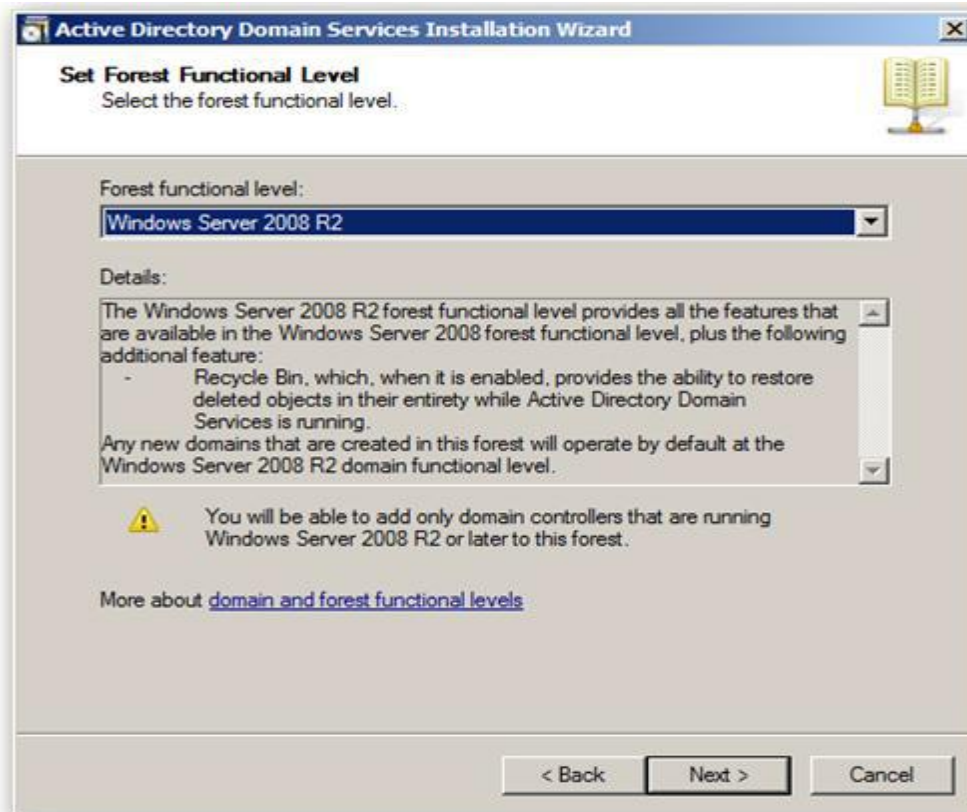 Active Directory Domain Services Installation Wizard
Set Forest Functional Level
Select the forest functional level.
Forest functional level:
Windows Server 2008 R2
Details:
The Windows Server 2008 R2 forest functional level provides all the features that
are available in the Windows Server 2008 forest functional level, plus the following
additional feature:
- Recycle Bin, which, when it is enabled, provides the ability to restore
deleted objects in their entirety while Active Directory Domain
Services is running.
Any new domains that are created in this forest will operate by default at the
Windows Server 2008 R2 domain functional level.
You will be able to add only domain controllers that are running
Windows Server 2008 R2 or later to this forest.
More about domain and forest functional levels
< Back Next > Cancel